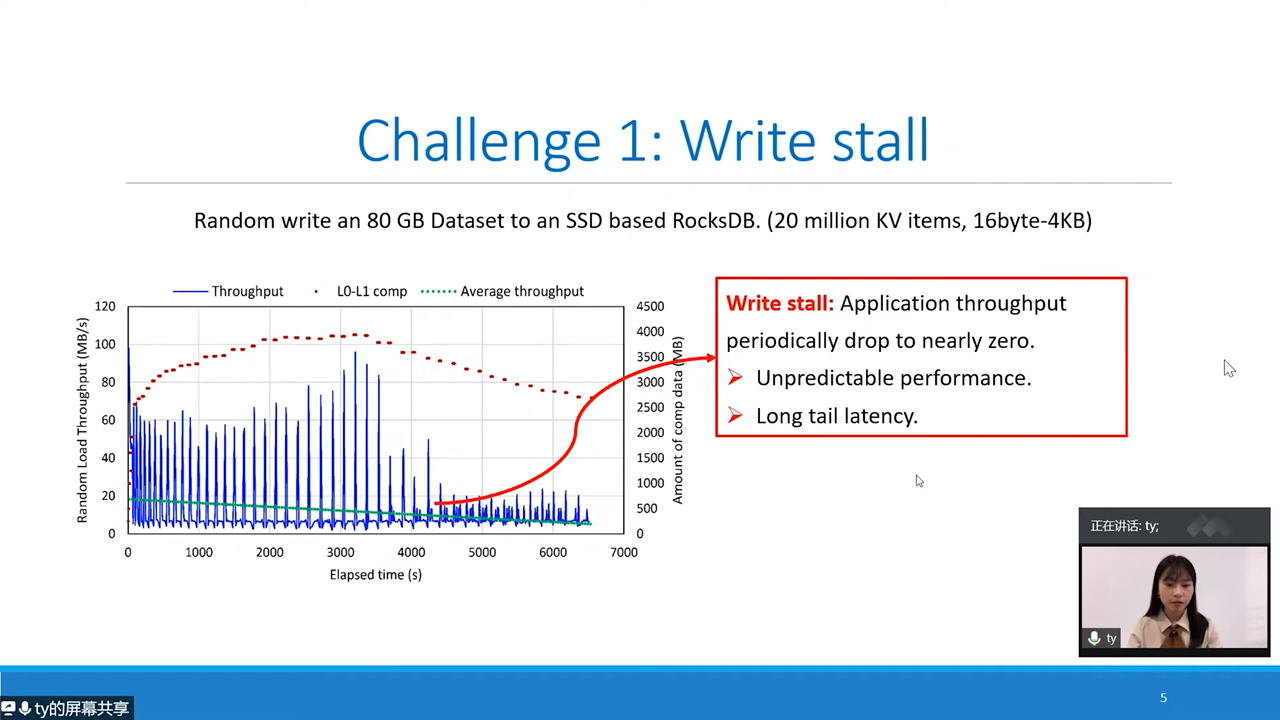 Challenge 1: Write stall
Random write an 80 GB Dataset to an SSD based RocksDB. (20 million KV items, 16byte-4KB)
Throughput L0-L1 comp Average throughput
Random Load Throughput (MB/s)
120
100
80
60
40
20
0
0 1000 2000 3000 4000 5000 6000 7000
Elapsed time (s)
4500
4000
3500
3000
2500
2000
1500
1000
500
0
Amount of comp data (MB)
Write stall: Application throughput
periodically drop to nearly zero.
Unpredictable performance.
Long tail latency.
正在讲话: ty;
ty
5
ty的屏幕共享